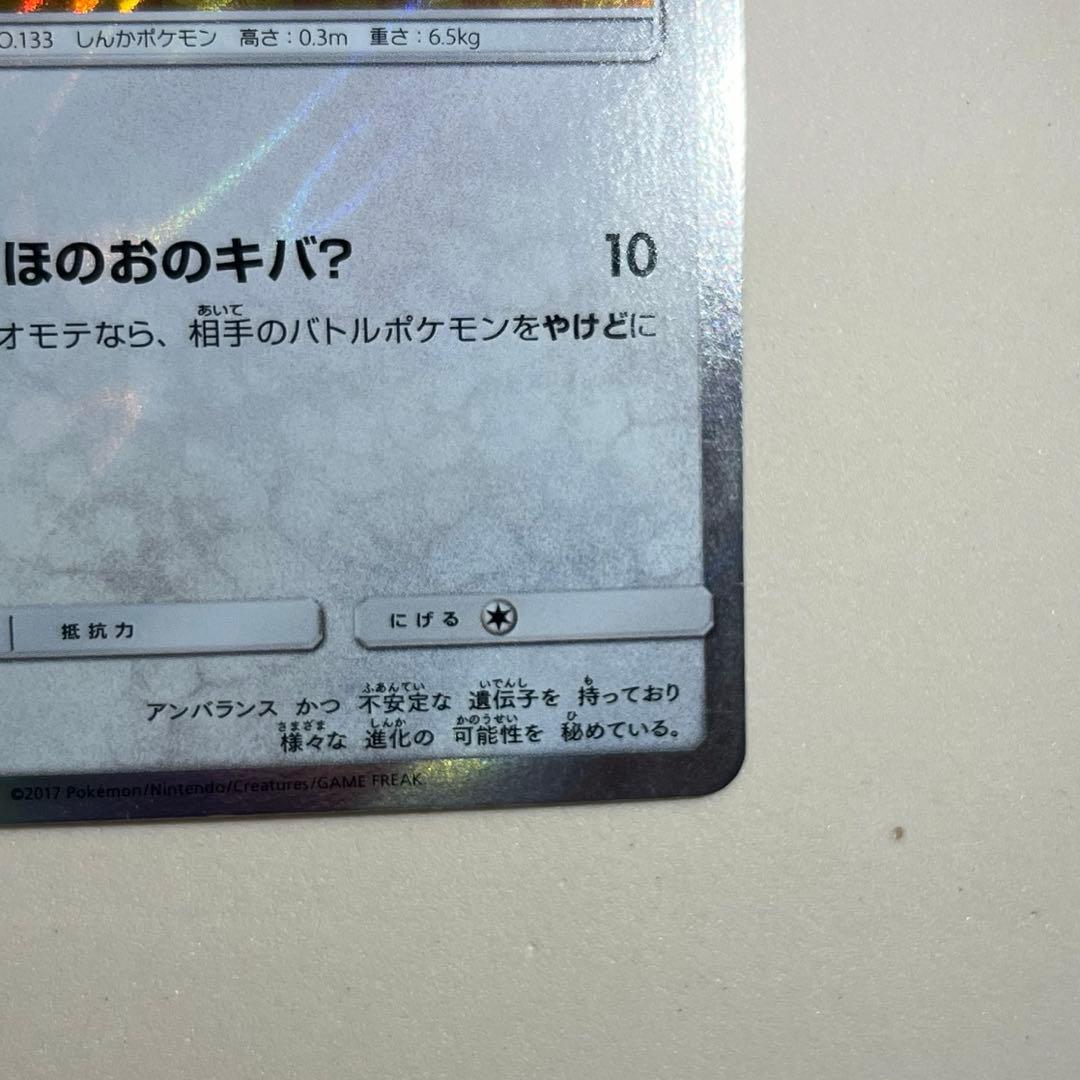 O.133 しんかポケモン 高さ:0.3m 重さ:6.5kg
ほのおのキバ? 10
あいて
オモテなら、相手のバトルポケモンをやけどに
抵抗力 にげる
ふあんてい いでんし も
アンバランス かつ 不安定な 遺伝子を 持っており
さまざま しんか かのうせい ひ
様々な 進化の 可能性を 秘めている。
©2017 Pokémon/Nintendo/Creatures/GAME FREAK.